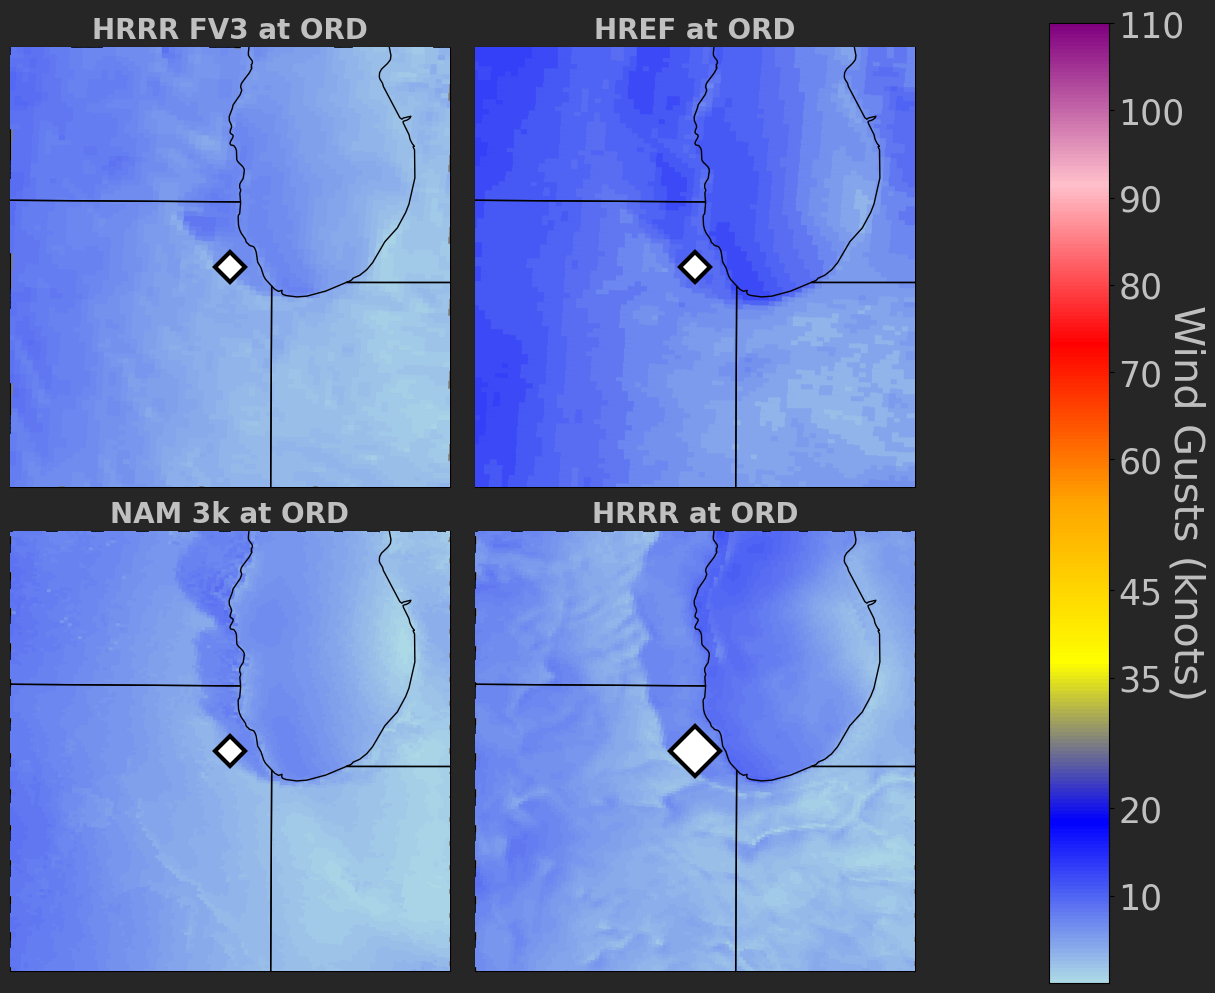 HRRR FV3 at ORD
HREF at ORD
NAM 3k at ORD
HRRR at ORD
110
100
90
80
70
60
45
35
20
10
Wind Gusts (knots)